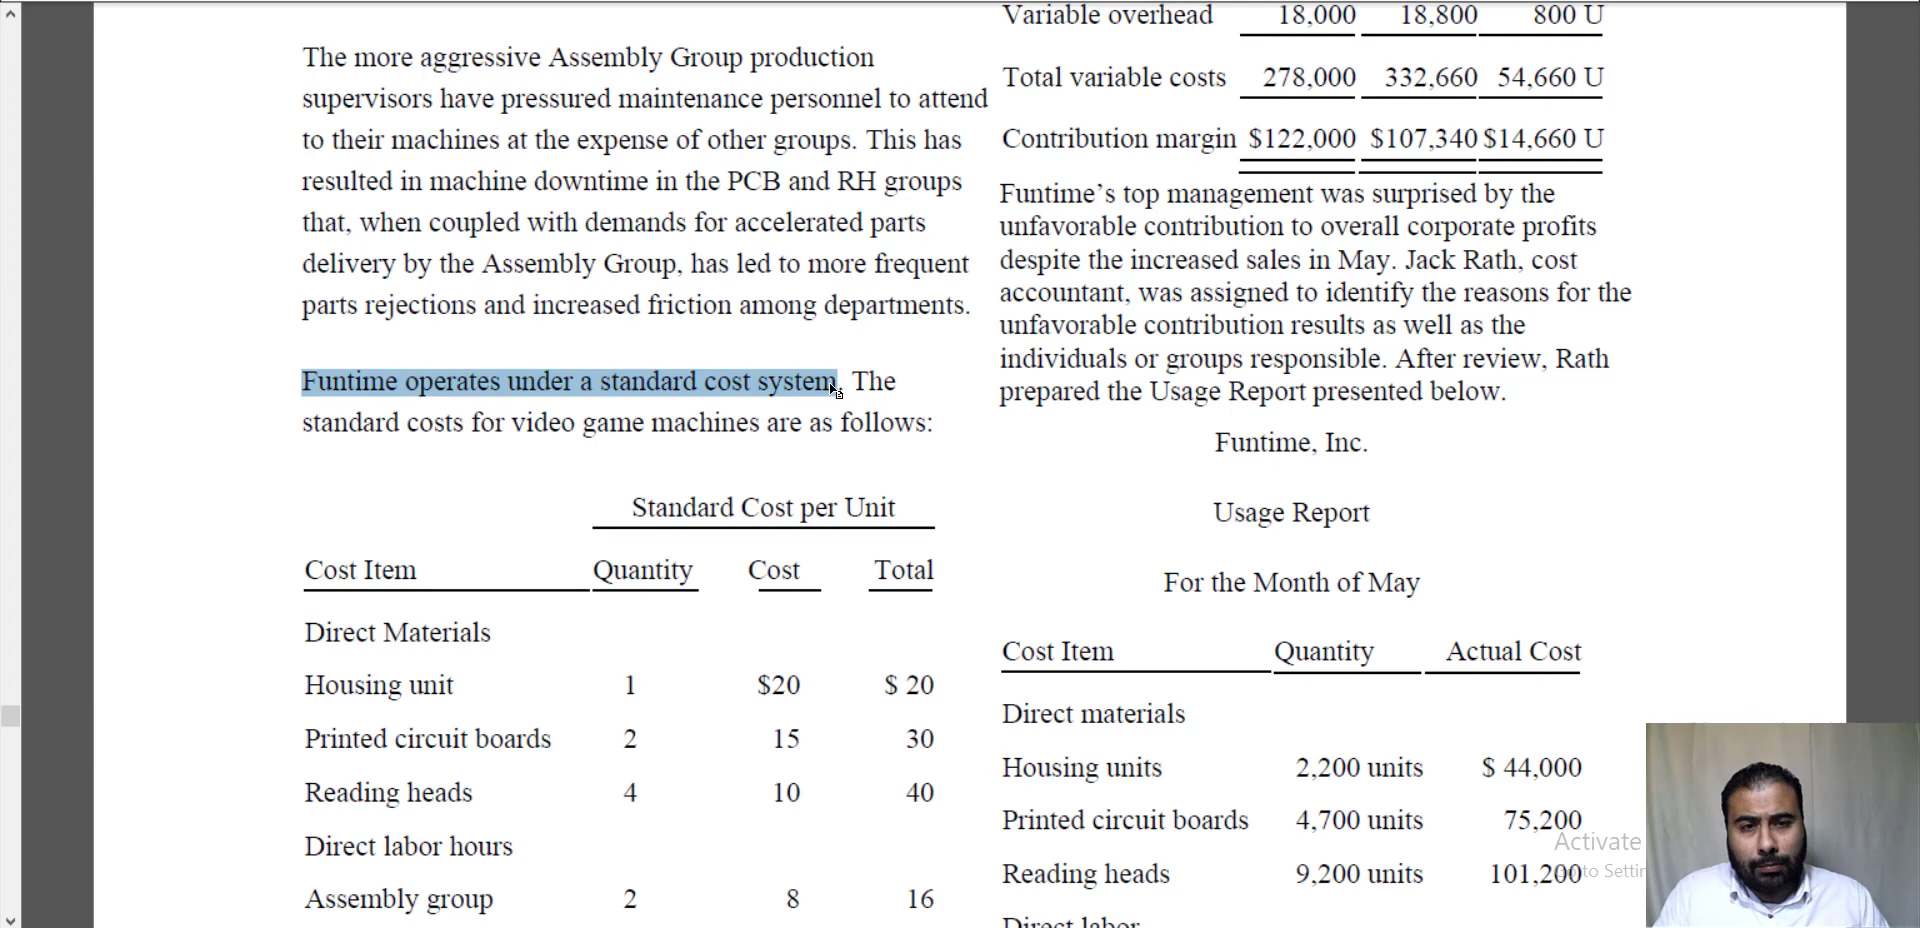 The more aggressive Assembly Group production
supervisors have pressured maintenance personnel to attend
to their machines at the expense of other groups. This has
resulted in machine downtime in the PCB and RH groups
that, when coupled with demands for accelerated parts
delivery by the Assembly Group, has led to more frequent
parts rejections and increased friction among departments.
Funtime operates under a standard cost system. The
standard costs for video game machines are as follows:
Standard Cost per Unit
Cost Item Quantity Cost Total
Direct Materials
Housing unit 1 $20 $ 20
Printed circuit boards 2 15 30
Reading heads 4 10 40
Direct labor hours
Assembly group 2 8 16
Variable overhead 18,000 18,800 800 U
Total variable costs 278,000 332,660 54,660 U
Contribution margin $122,000 $107,340 $14,660 U
Funtime’s top management was surprised by the
unfavorable contribution to overall corporate profits
despite the increased sales in May. Jack Rath, cost
accountant, was assigned to identify the reasons for the
unfavorable contribution results as well as the
individuals or groups responsible. After review, Rath
prepared the Usage Report presented below.
Funtime, Inc.
Usage Report
For the Month of May
Cost Item Quantity Actual Cost
Direct materials
Housing units 2,200 units $ 44,000
Printed circuit boards 4,700 units 75,200
Reading heads 9,200 units 101,200
Direct labor
Activate
to Settin